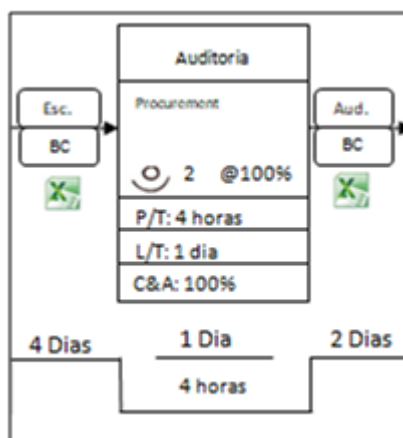 Auditoria
Esc.
BC
Procurement
2 @100%
Aud.
BC
P/T: 4 horas
L/T: 1 dia
C&A: 100%
4 Dias
1 Dia
2 Dias
4 horas